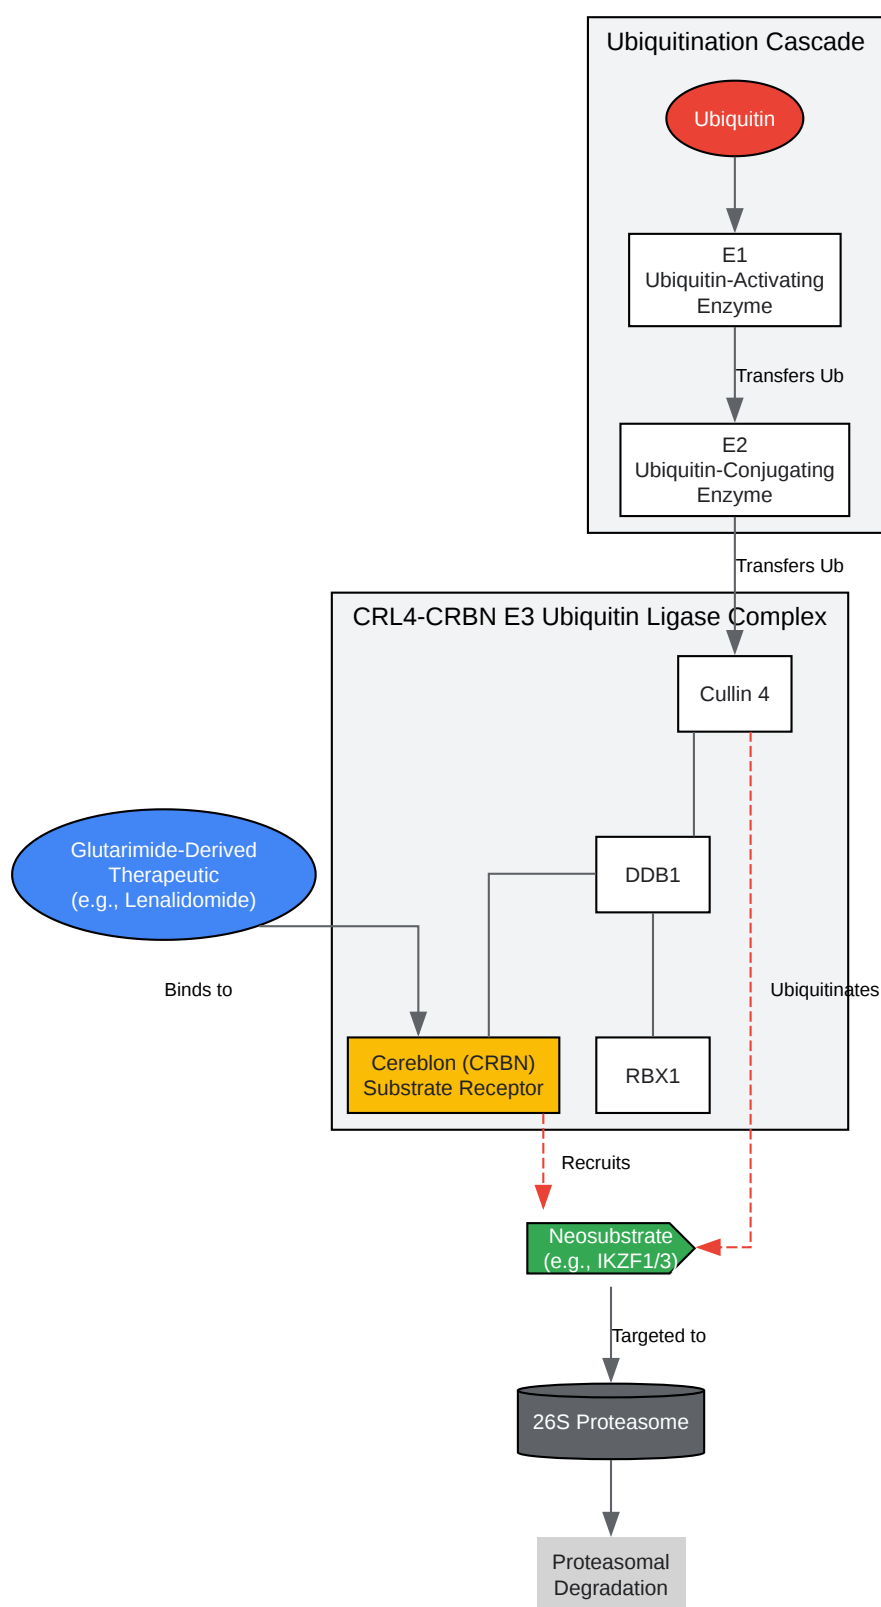 Ubiquitination Cascade
Ubiquitin
E1
Ubiquitin-Activating
Enzyme
Transfers Ub
E2
Ubiquitin-Conjugating
Enzyme
Transfers Ub
CRL4-CRBN E3 Ubiquitin Ligase Complex
Cullin 4
Glutarimide-Derived
Therapeutic
(e.g., Lenalidomide)
DDB1
Binds to
Ubiquitinates
Cereblon (CRBN)
Substrate Receptor
RBX1
Recruits
Neosubstrate
(e.g., IKZF1/3)
Targeted to
26S Proteasome
Proteasomal
Degradation